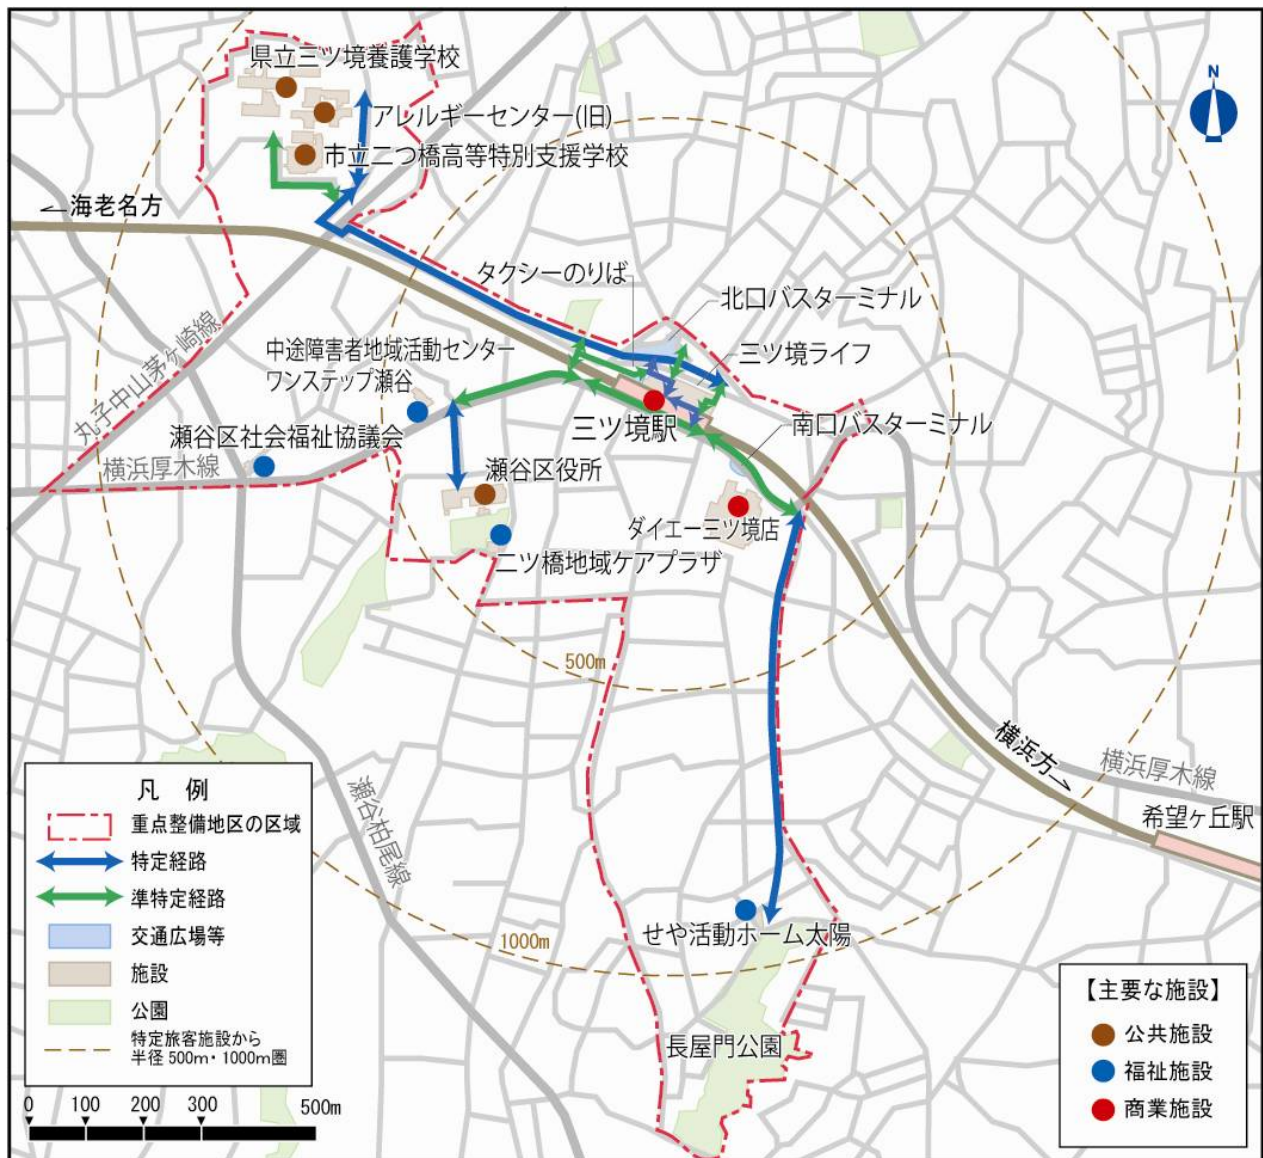 県立三ツ境養護学校
アレルギーセンター(旧)
市立二つ橋高等特別支援学校
N
←海老名方
タクシーのりば
北口バスターミナル
三ツ境ライフ
中途障害者地域活動センター
ワンステップ瀬谷
丸子中山茅ヶ崎線
三ツ境駅
南口バスターミナル
瀬谷区社会福祉協議会
横浜厚木線
瀬谷区役所
ダイエー三ツ境店
二ツ橋地域ケアプラザ
500m
横浜方→
横浜厚木線
希望ヶ丘駅
瀬谷柏尾線
せや活動ホーム太陽
1000m
長屋門公園
凡 例
重点整備地区の区域
特定経路
準特定経路
交通広場等
施設
公園
特定旅客施設から
半径500m・1000m圏
0 100 200 300 500m
【主要な施設】
公共施設
福祉施設
商業施設